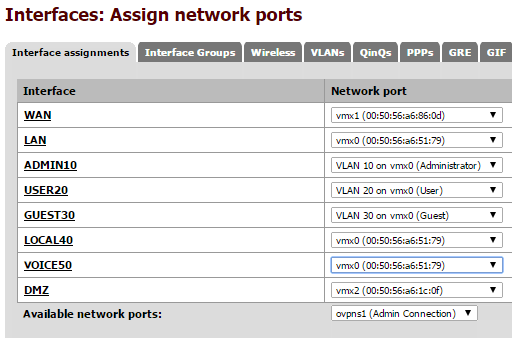 Interfaces: Assign network ports
Interface assignments Interface Groups Wireless VLANs QinQs PPPs GRE GIF
Interface Network port
WAN vmx1 (00:50:56:a6:86:0d)
LAN vmx0 (00:50:56:a6:51:79)
ADMIN10 VLAN 10 on vmx0 (Administrator)
USER20 VLAN 20 on vmx0 (User)
GUEST30 VLAN 30 on vmx0 (Guest)
LOCAL40 vmx0 (00:50:56:a6:51:79)
VOICE50 vmx0 (00:50:56:a6:51:79)
DMZ vmx2 (00:50:56:a6:1c:0f)
Available network ports: ovpns1 (Admin Connection)